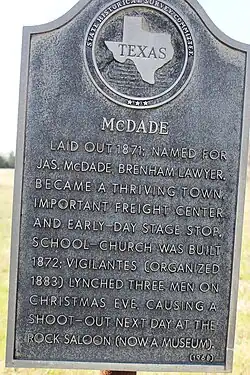 STATE HISTORICAL SURVEY COMMITTEE
TEXAS
McDADE
LAID OUT 1871; NAMED FOR
JAS. McDADE, BRENHAM LAWYER.
BECAME A THRIVING TOWN,
IMPORTANT FREIGHT CENTER
AND EARLY-DAY STAGE STOP.
SCHOOL-CHURCH WAS BUILT
1872; VIGILANTES (ORGANIZED
1883) LYNCHED THREE MEN ON
CHRISTMAS EVE, CAUSING A
SHOOT-OUT NEXT DAY AT THE
ROCK SALOON (NOW A MUSEUM).